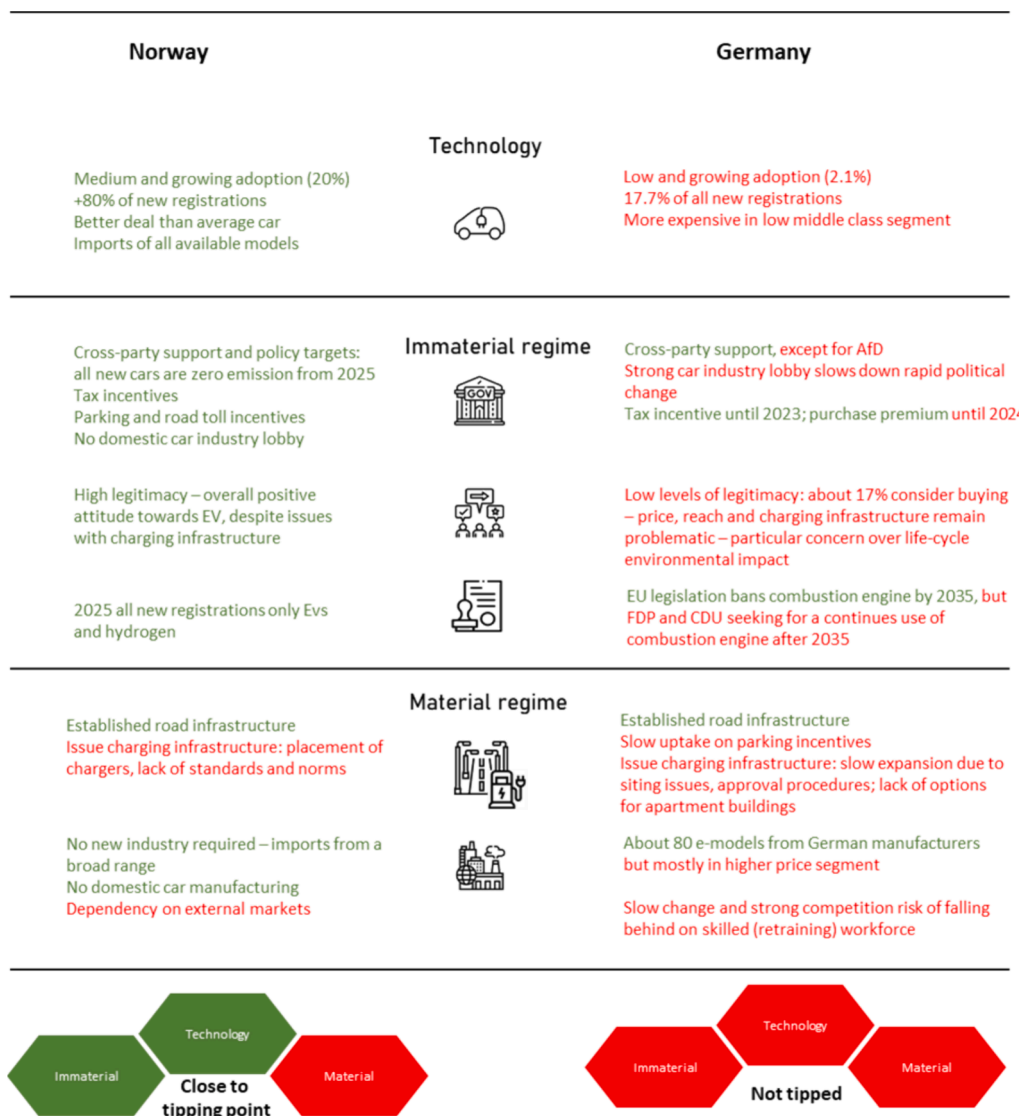 Norway
Germany
Technology
Medium and growing adoption (20%)
+80% of new registrations
Better deal than average car
Imports of all available models
Low and growing adoption (2.1%)
17.7% of all new registrations
More expensive in low middle class segment
Immaterial regime
Cross-party support and policy targets:
all new cars are zero emission from 2025
Tax incentives
Parking and road toll incentives
No domestic car industry lobby
GOV
Cross-party support, except for AfD
Strong car industry lobby slows down rapid political
change
Tax incentive until 2023; purchase premium until 2024
High legitimacy – overall positive
attitude towards EV, despite issues
with charging infrastructure
Low levels of legitimacy: about 17% consider buying
– price, reach and charging infrastructure remain
problematic – particular concern over life-cycle
environmental impact
2025 all new registrations only Evs
and hydrogen
EU legislation bans combustion engine by 2035, but
FDP and CDU seeking for a continues use of
combustion engine after 2035
Material regime
Established road infrastructure
Issue charging infrastructure: placement of
chargers, lack of standards and norms
Established road infrastructure
Slow uptake on parking incentives
Issue charging infrastructure: slow expansion due to
siting issues, approval procedures; lack of options
for apartment buildings
No new industry required – imports from a
broad range
No domestic car manufacturing
Dependency on external markets
About 80 e-models from German manufacturers
but mostly in higher price segment
Slow change and strong competition risk of falling
behind on skilled (retraining) workforce
Technology
Immaterial
Material
Close to
tipping point
Technology
Immaterial
Material
Not tipped